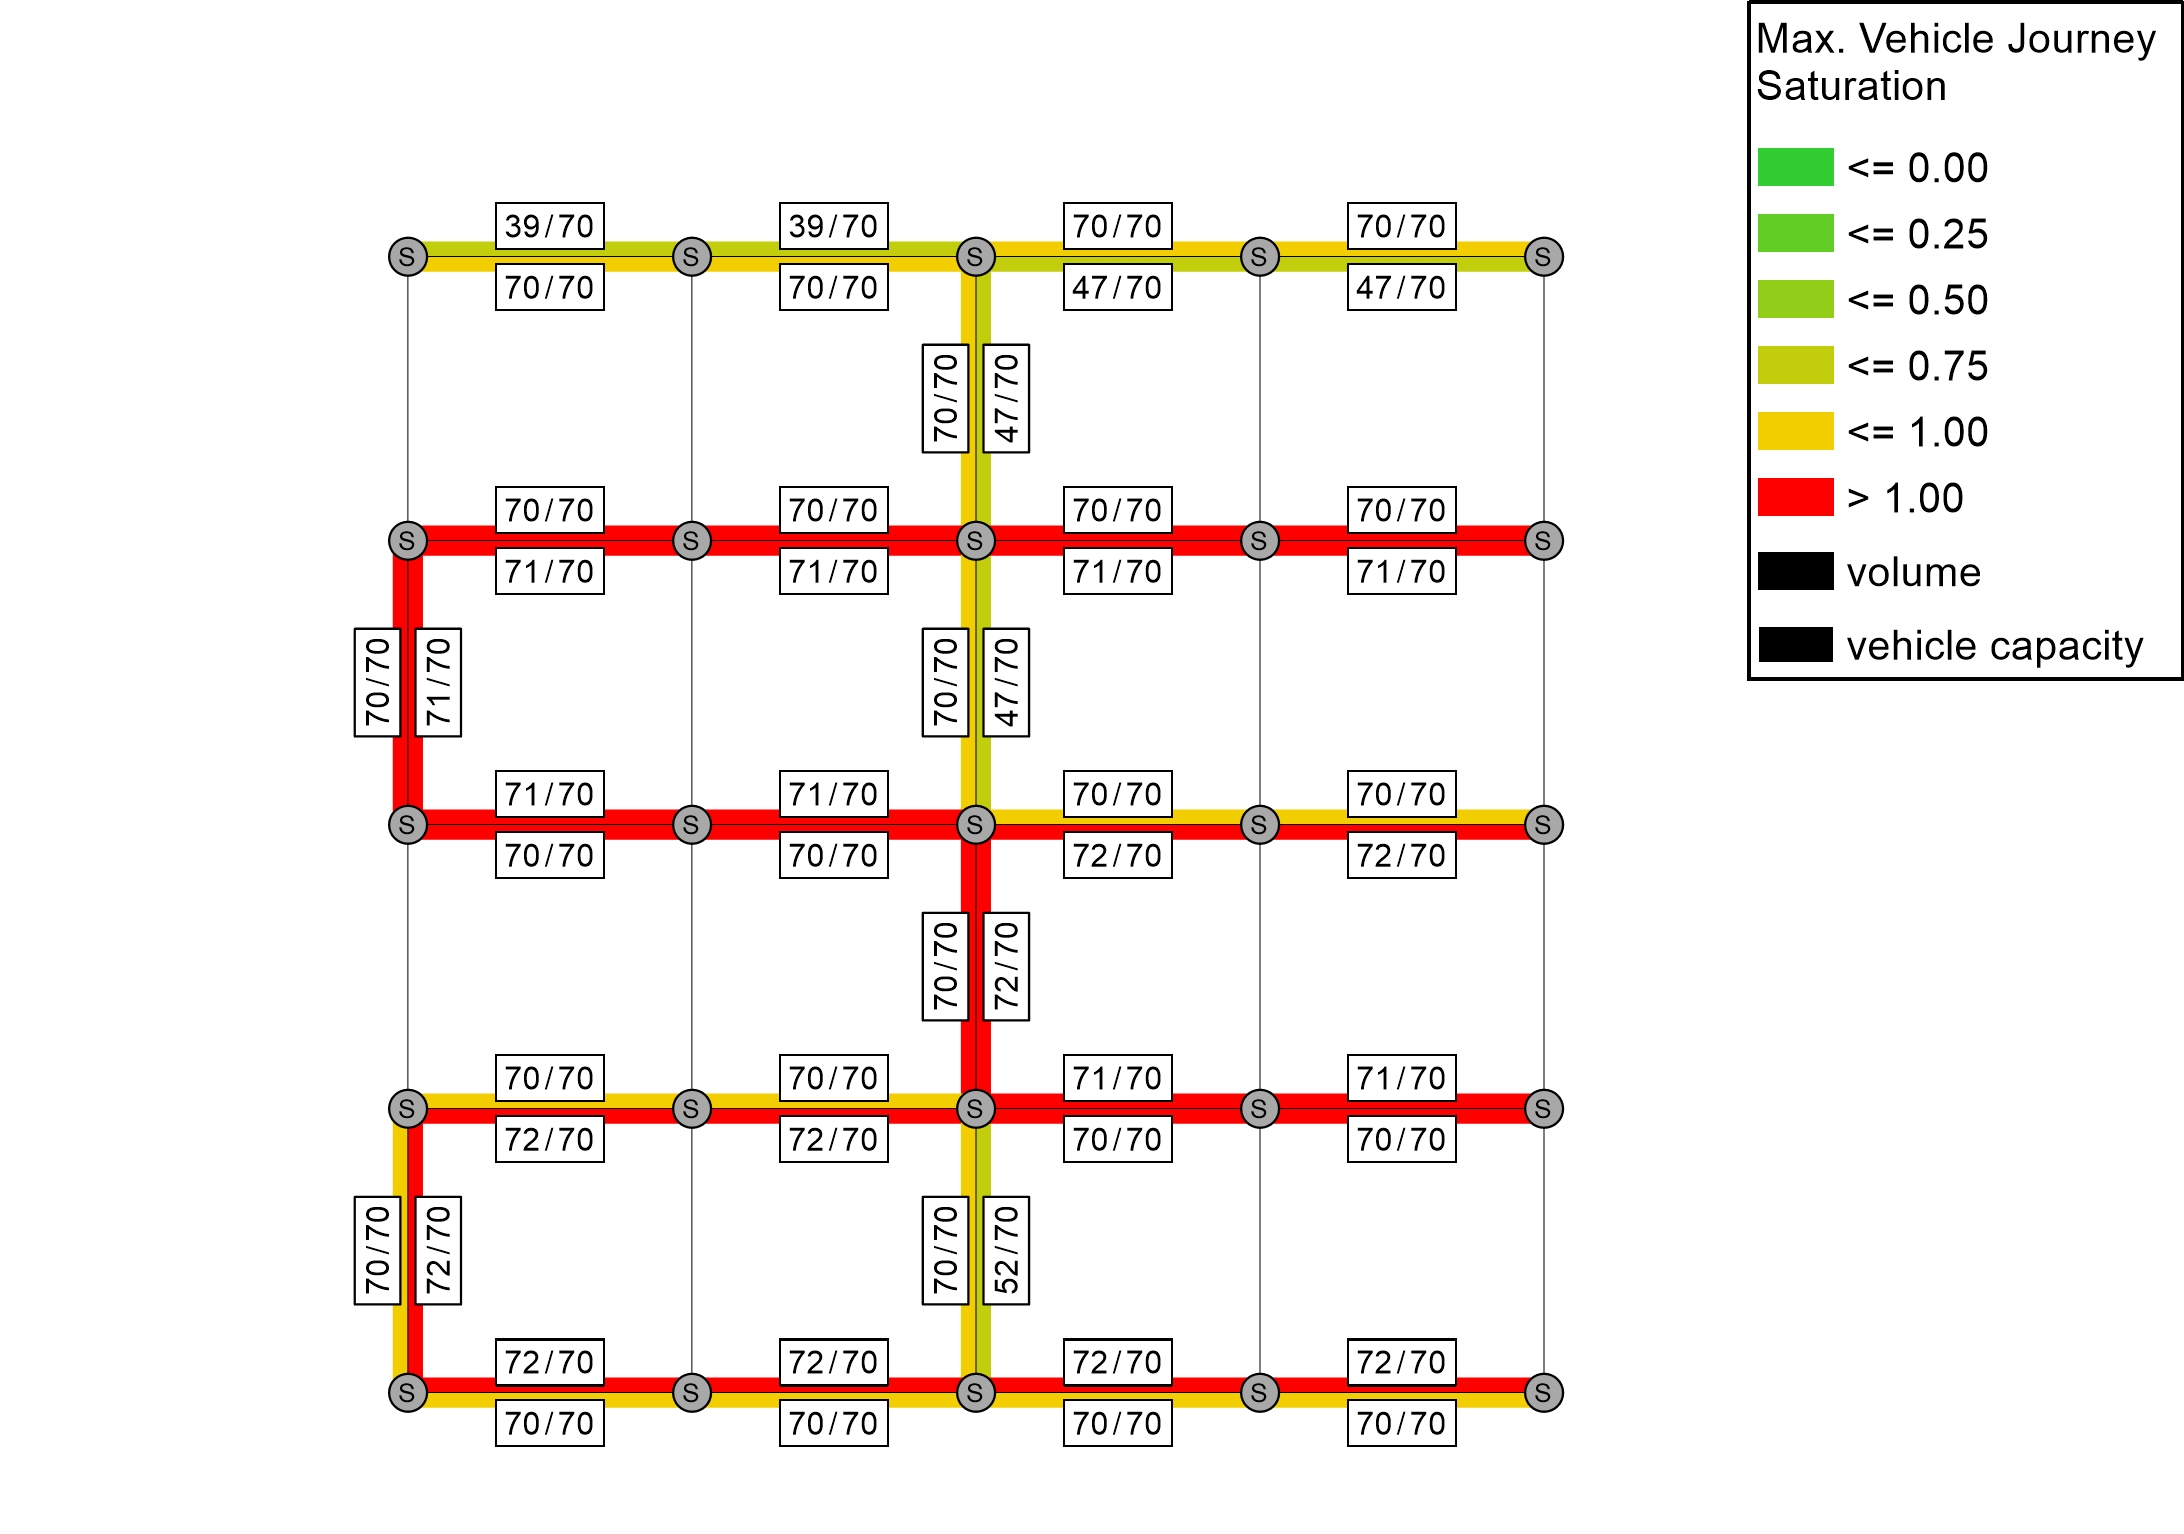 Max. Vehicle Journey
Saturation
<= 0.00
<= 0.25
<= 0.50
<= 0.75
<= 1.00
> 1.00
volume
vehicle capacity
39/70 39/70 70/70 70/70
S S S S S
70/70 70/70 47/70 47/70
70/70 47/70
70/70 70/70 70/70 70/70
S S S S S
71/70 71/70 71/70 71/70
70/70 71/70 70/70 47/70
71/70 71/70 70/70 70/70
S S S S S
70/70 70/70 72/70 72/70
70/70 72/70
70/70 70/70 71/70 71/70
S S S S S
72/70 72/70 70/70 70/70
70/70 72/70 70/70 52/70
72/70 72/70 72/70 72/70
S S S S S
70/70 70/70 70/70 70/70